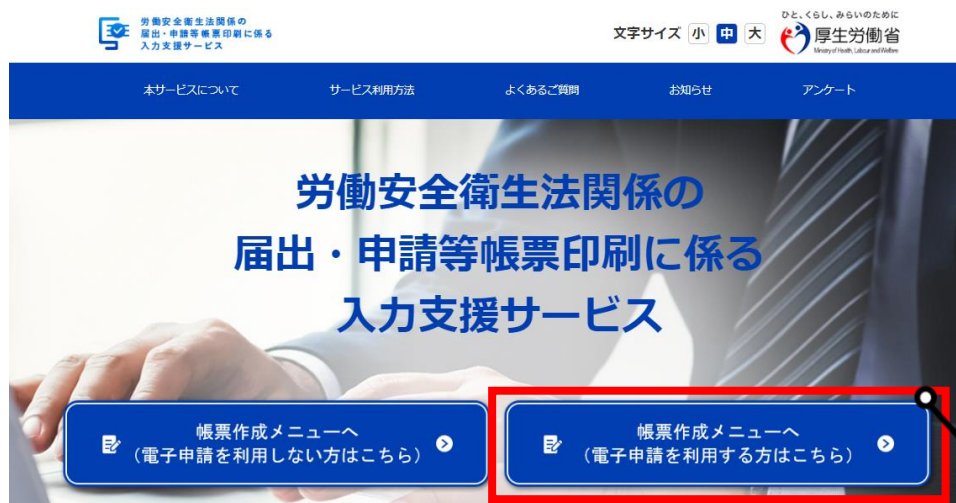 労働安全衛生法関係の
届出・申請等帳票印刷に係る
入力支援サービス
文字サイズ 小 中 大
ひと、くらし、みらいのために
厚生労働省
Ministry of Health, Labour and Welfare
本サービスについて
サービス利用方法
よくあるご質問
お知らせ
アンケート
労働安全衛生法関係の
届出・申請等帳票印刷に係る
入力支援サービス
帳票作成メニューへ
（電子申請を利用しない方はこちら）
帳票作成メニューへ
（電子申請を利用する方はこちら）